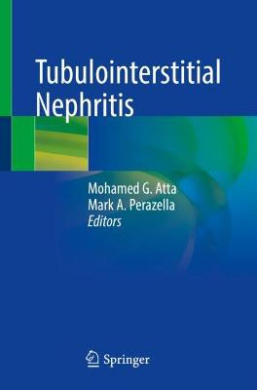 Tubulointerstitial
Nephritis
Mohamed G. Atta
Mark A. Perazella
Editors
Springer